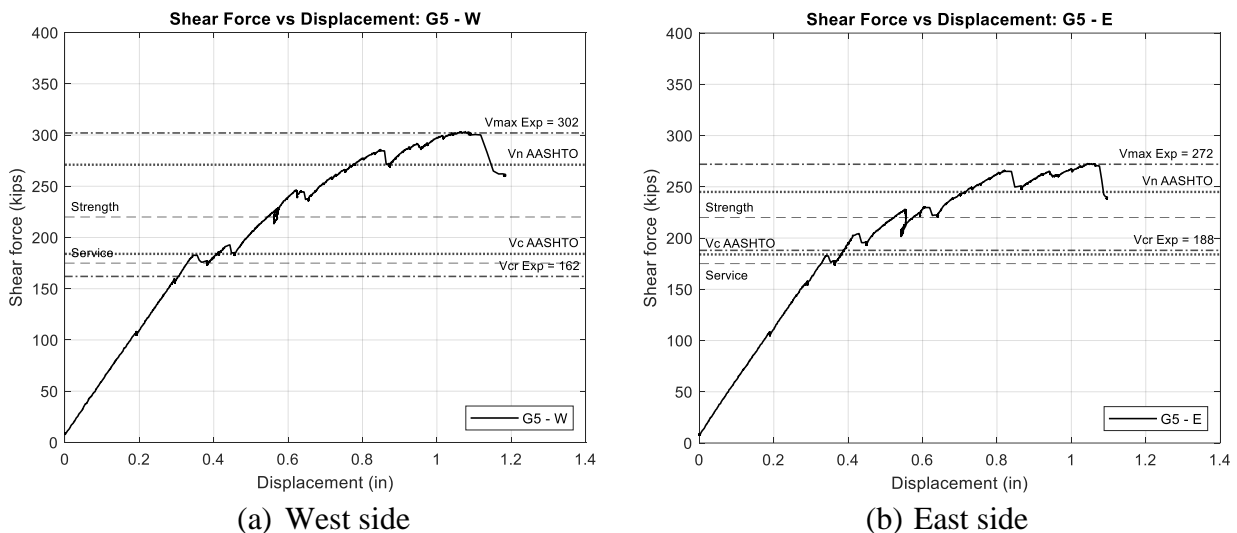 Shear Force vs Displacement: G5 - W
400
350
300
250
200
150
100
50
0
Shear force (kips)
Vmax Exp = 302
Vn AASHTO
Strength
Vc AASHTO
Service
Vcr Exp = 162
G5 - W
0 0.2 0.4 0.6 0.8 1 1.2 1.4
Displacement (in)
(a) West side
Shear Force vs Displacement: G5 - E
400
350
300
250
200
150
100
50
0
Shear force (kips)
Vmax Exp = 272
Vn AASHTO
Strength
Vc AASHTO
Vcr Exp = 188
Service
G5 - E
0 0.2 0.4 0.6 0.8 1 1.2 1.4
Displacement (in)
(b) East side